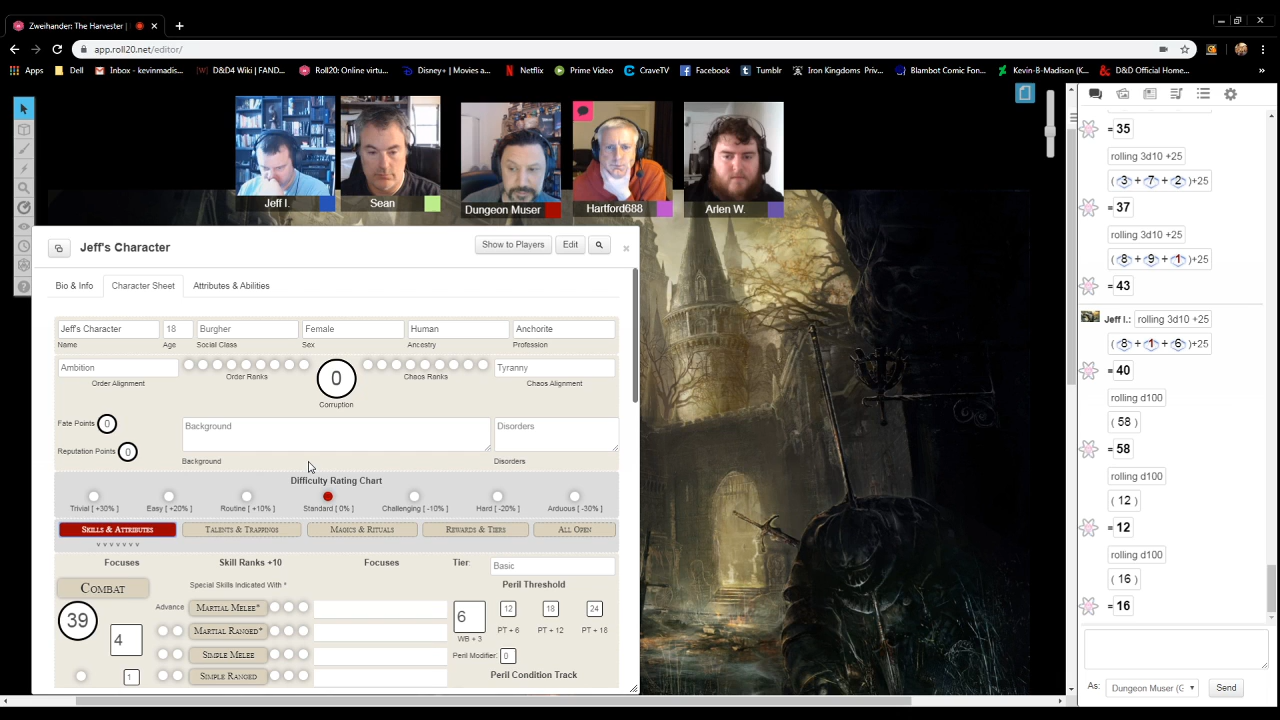 Zweihander: The Harvester |
app.roll20.net/editor/
Apps Dell Inbox - kevinmadis... D&D4 Wiki | FAND... Roll20: Online virtu... Disney+ | Movies a... Netflix Prime Video CraveTV Facebook Tumblr Iron Kingdoms Priv... Blambot Comic Fon... Kevin-B-Madison (K... D&D Official Home... »
Jeff I. Sean Dungeon Muser Hartford688 Arlen W.
Jeff's Character
Show to Players Edit
Bio & Info Character Sheet Attributes & Abilities
Jeff's Character 18 Burgher Female Human Anchorite
Name Age Social Class Sex Ancestry Profession
Ambition 0 Tyranny
Order Alignment Order Ranks Chaos Ranks Chaos Alignment
Corruption
Fate Points 0
Background Disorders
Reputation Points 0
Background Disorders
Difficulty Rating Chart
Trivial [ +30% ] Easy [ +20% ] Routine [ +10% ] Standard [ 0% ] Challenging [ -10% ] Hard [ -20% ] Arduous [ -30% ]
Skills & Attributes Talents & Trappings Magics & Rituals Rewards & Tiers All Open
v v v v v v v
Focuses Skill Ranks +10 Focuses Tier: Basic
Combat Special Skills Indicated With * Peril Threshold
Advance Martial Melee* 6 12 18 24
39 4 Martial Ranged* WB + 3 PT + 6 PT + 12 PT + 18
Simple Melee Peril Modifier: 0
1 Simple Ranged Peril Condition Track
= 35
rolling 3d10 +25
( 3 + 7 + 2 )+25
= 37
rolling 3d10 +25
( 8 + 9 + 1 )+25
= 43
Jeff I.: rolling 3d10 +25
( 8 + 1 + 6 )+25
= 40
rolling d100
( 58 )
= 58
rolling d100
( 12 )
= 12
rolling d100
( 16 )
= 16
As: Dungeon Muser (G Send